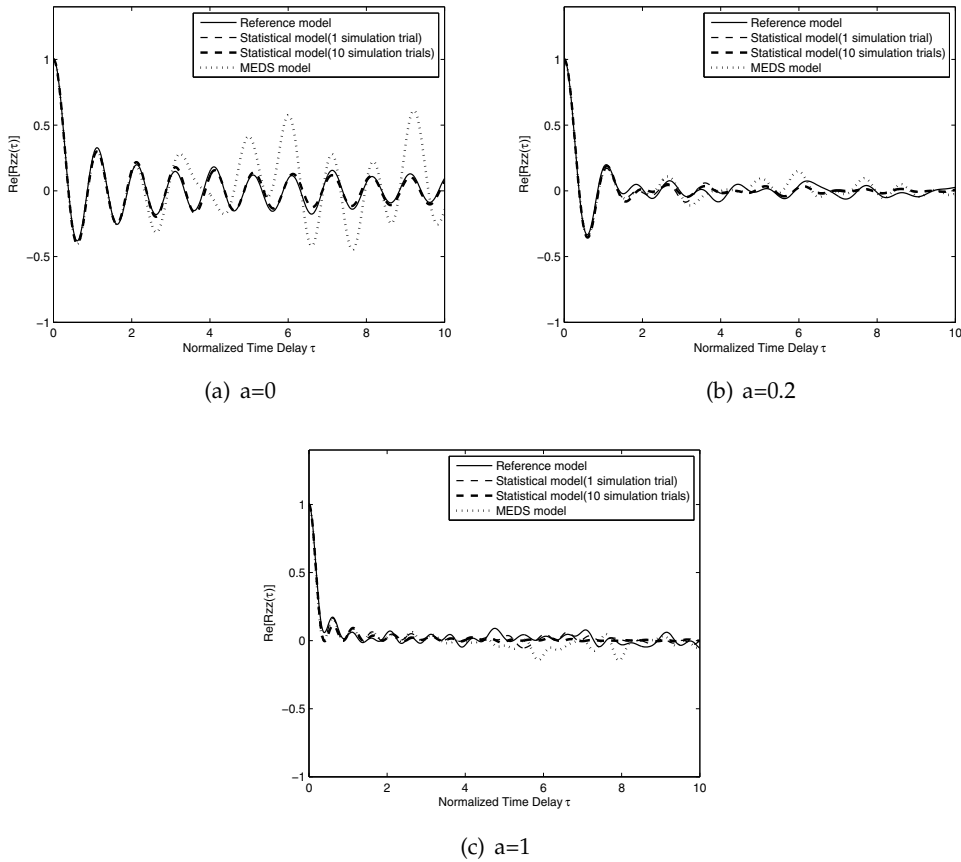 Reference model
Statistical model(1 simulation trial)
Statistical model(10 simulation trials)
MEDS model
1
0.5
0
−0.5
−1
Re[Rzz(τ)]
0 2 4 6 8 10
Normalized Time Delay τ
(a) a=0
Reference model
Statistical model(1 simulation trial)
Statistical model(10 simulation trials)
MEDS model
1
0.5
0
−0.5
−1
Re[Rzz(τ)]
0 2 4 6 8 10
Normalized Time Delay τ
(b) a=0.2
Reference model
Statistical model(1 simulation trial)
Statistical model(10 simulation trials)
MEDS model
1
0.5
0
−0.5
−1
Re[Rzz(τ)]
0 2 4 6 8 10
Normalized Time Delay τ
(c) a=1